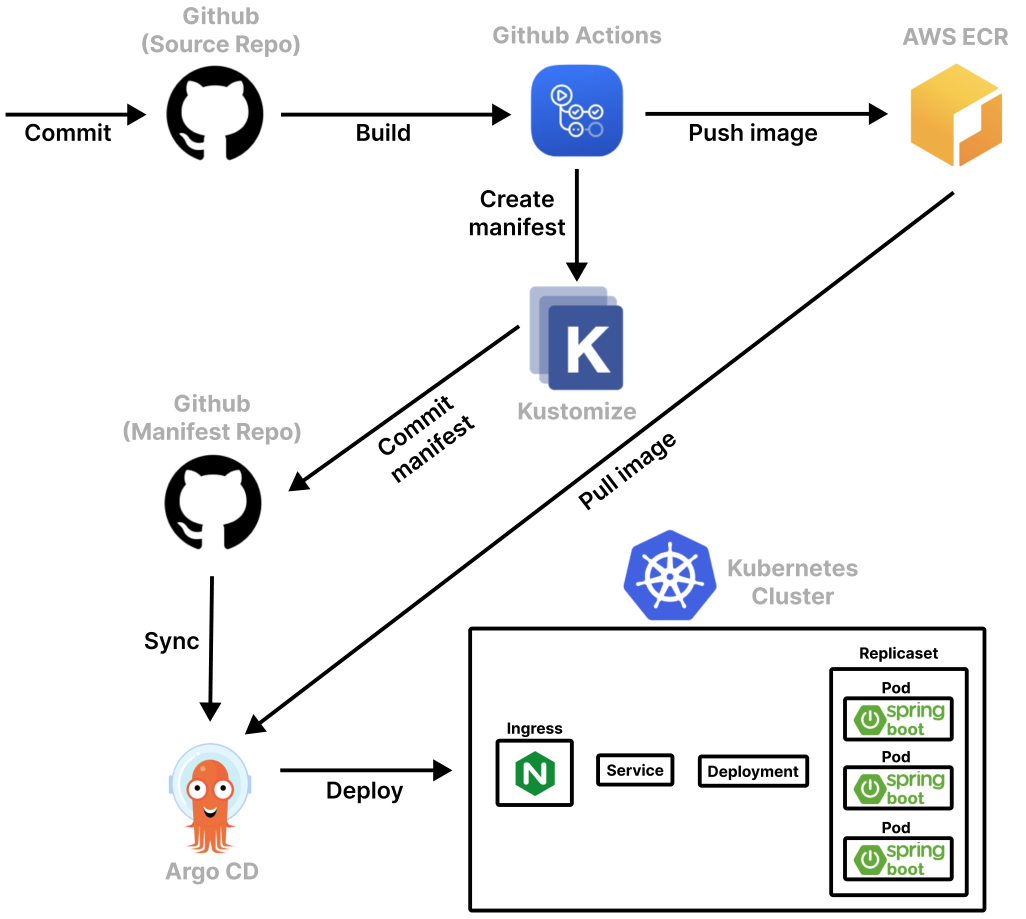 Github
(Source Repo)
Github Actions
AWS ECR
Commit
Build
Push image
Create
manifest
K
Kustomize
Commit
manifest
Github
(Manifest Repo)
Pull image
Sync
Kubernetes
Cluster
Replicaset
Pod
spring
boot
Ingress
N
Service
Deployment
Pod
spring
boot
Pod
spring
boot
Deploy
Argo CD